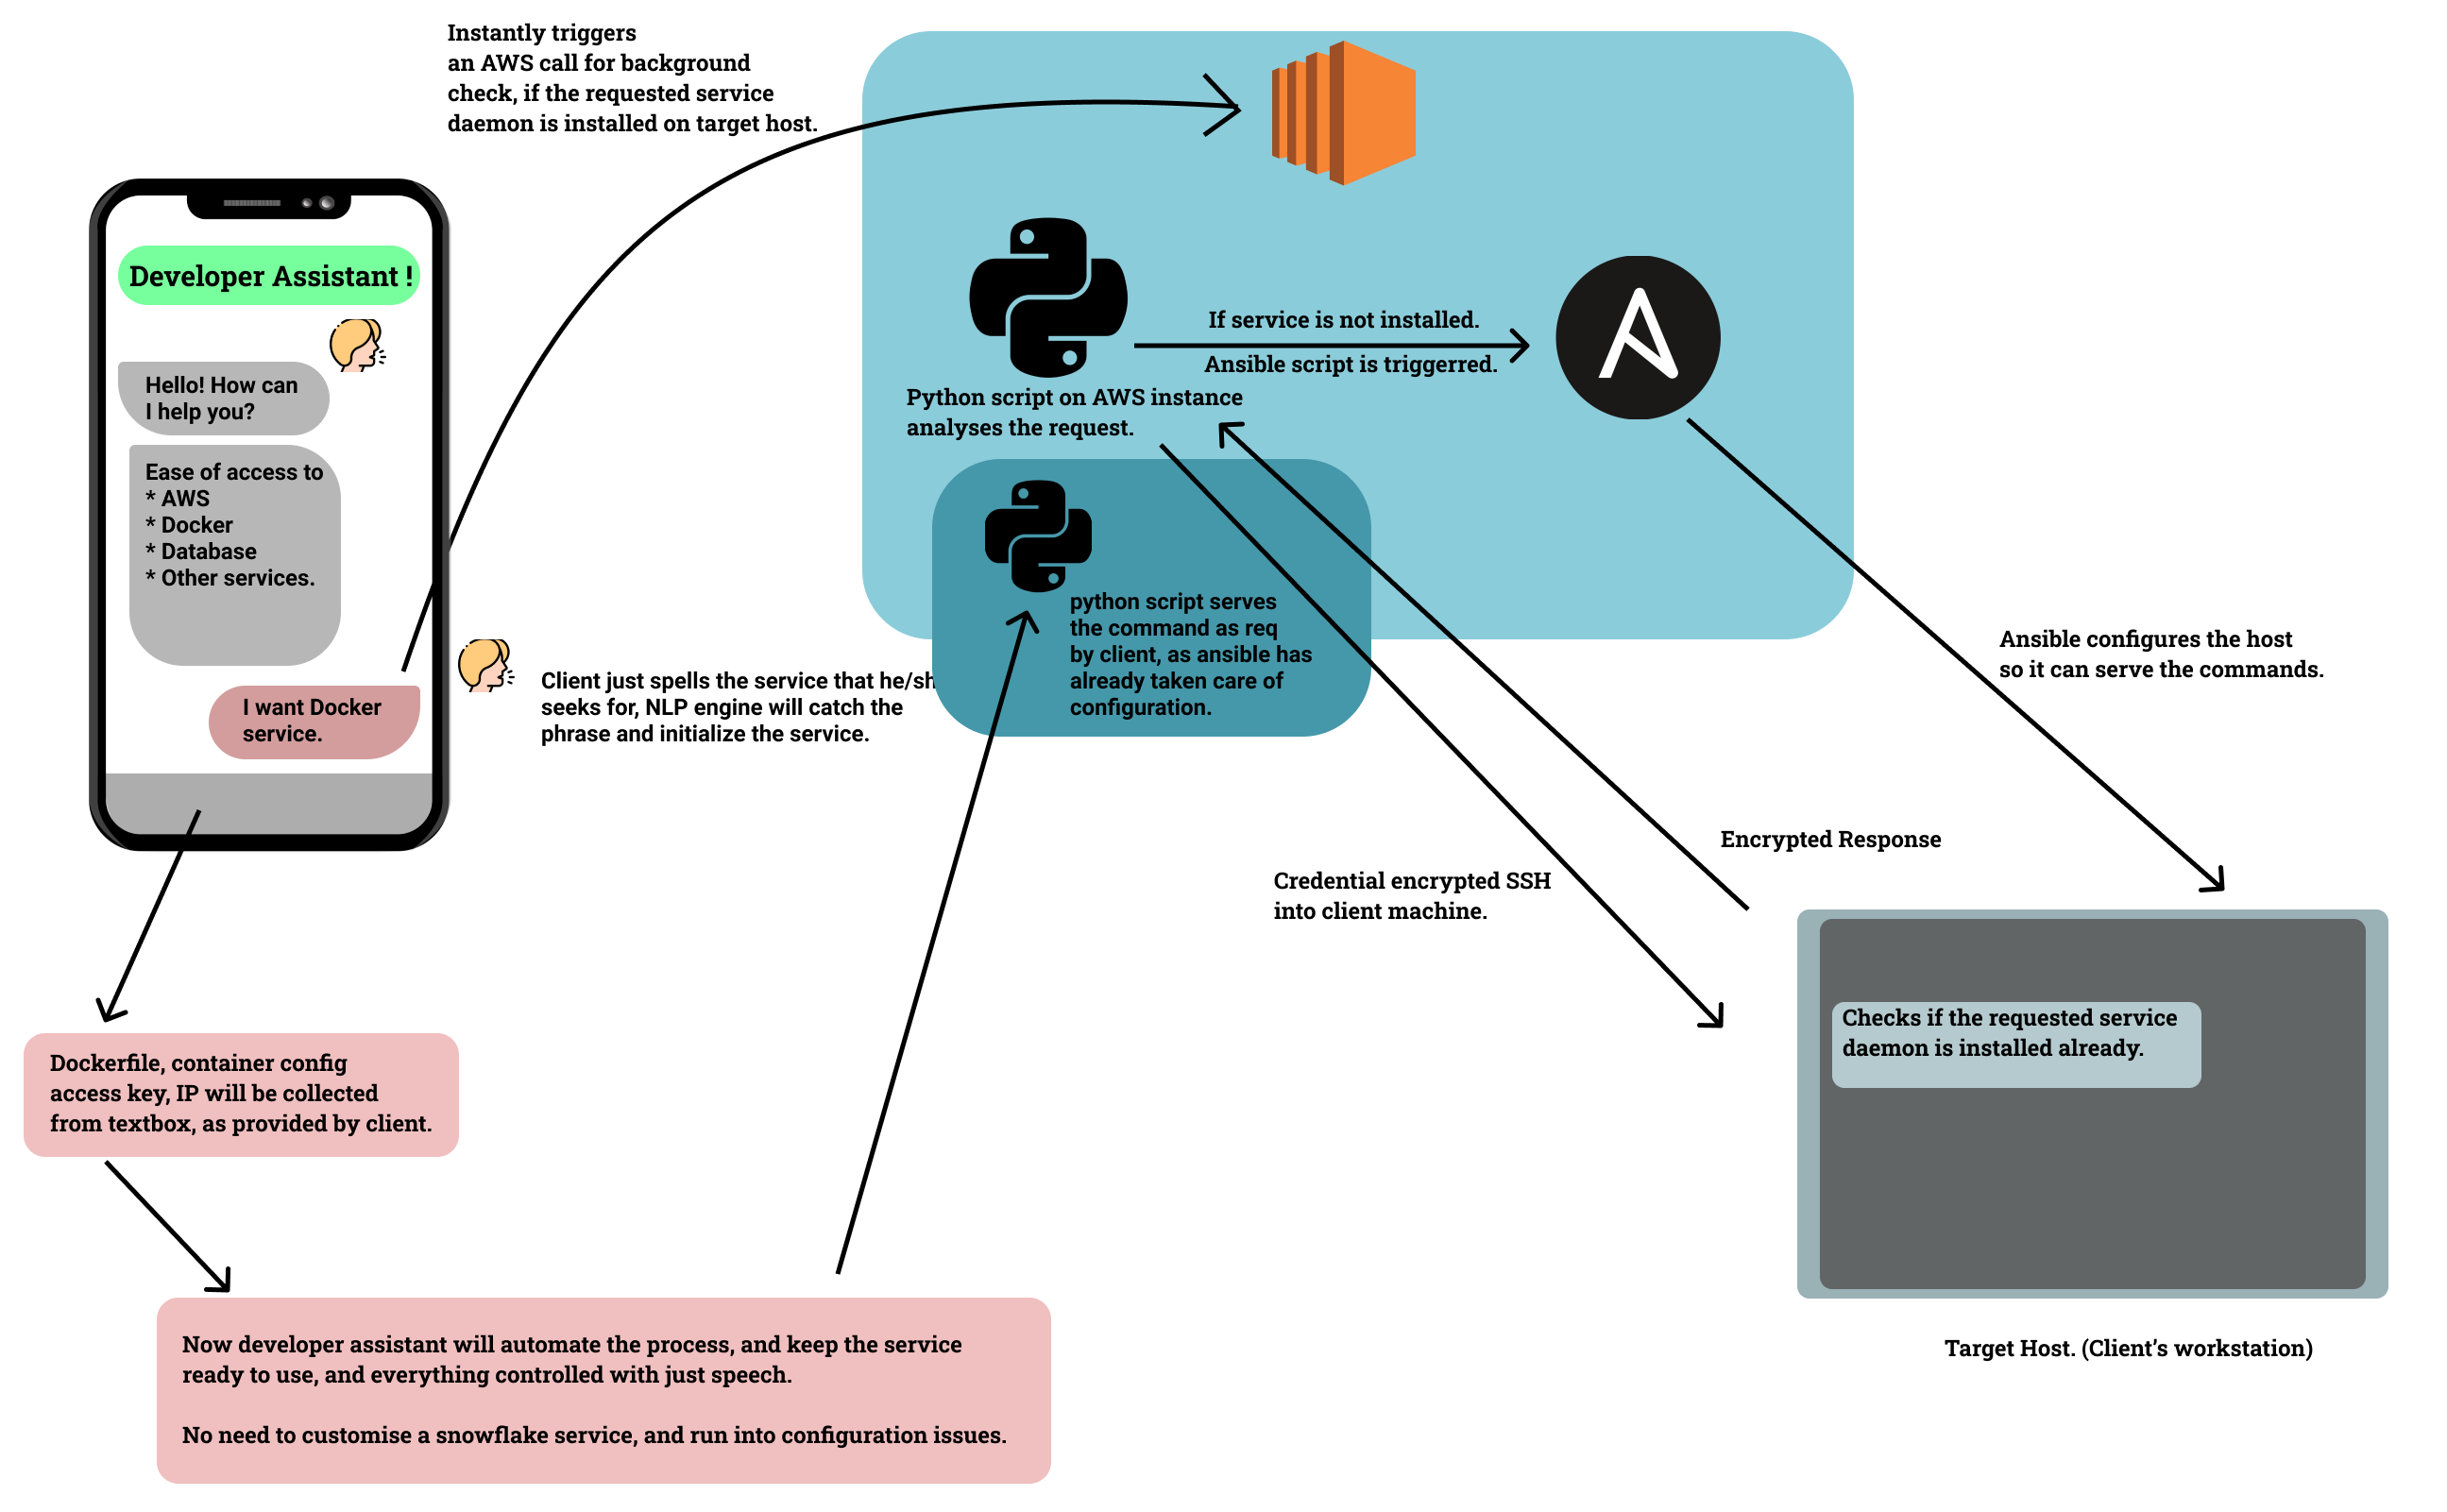 Instantly triggers
an AWS call for background
check, if the requested service
daemon is installed on target host.
Developer Assistant !
Hello! How can
I help you?
Ease of access to
* AWS
* Docker
* Database
* Other services.
I want Docker
service.
Client just spells the service that he/sh
seeks for, NLP engine will catch the
phrase and initialize the service.
If service is not installed.
Ansible script is triggerred.
Python script on AWS instance
analyses the request.
python script serves
the command as req
by client, as ansible has
already taken care of
configuration.
Ansible configures the host
so it can serve the commands.
Encrypted Response
Credential encrypted SSH
into client machine.
Checks if the requested service
daemon is installed already.
Target Host. (Client's workstation)
Dockerfile, container config
access key, IP will be collected
from textbox, as provided by client.
Now developer assistant will automate the process, and keep the service
ready to use, and everything controlled with just speech.
No need to customise a snowflake service, and run into configuration issues.